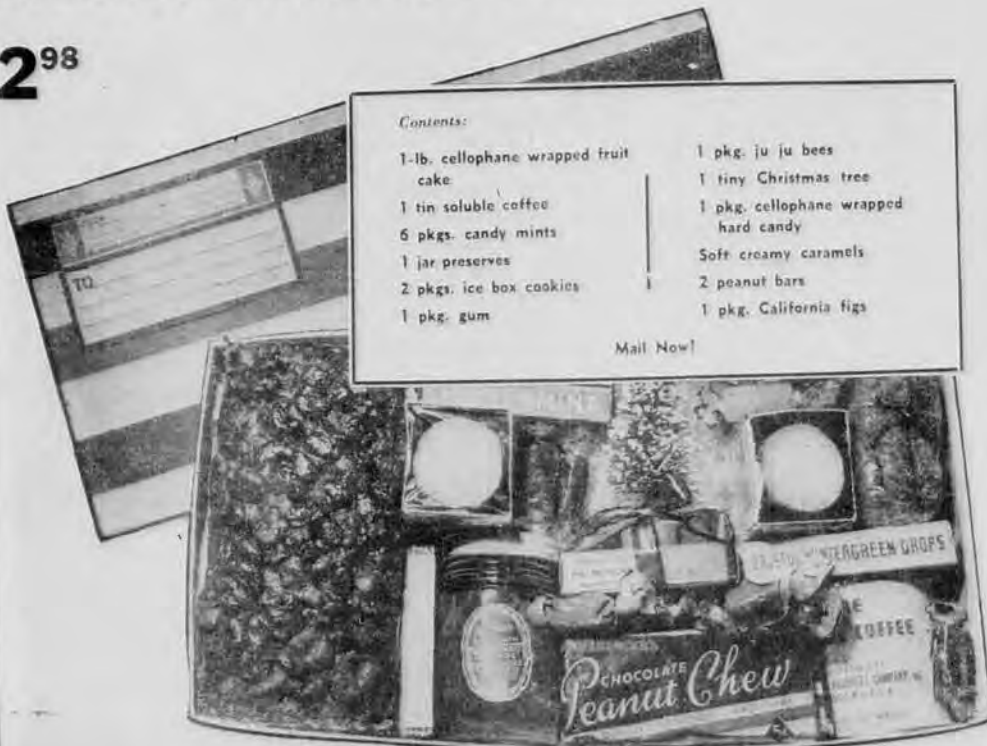 2⁹⁸
Contents:
1-lb. cellophane wrapped fruit
cake
1 tin soluble coffee
6 pkgs. candy mints
1 jar preserves
2 pkgs. ice box cookies
1 pkg. gum
1 pkg. ju ju bees
1 tiny Christmas tree
1 pkg. cellophane wrapped
hard candy
Soft creamy caramels
2 peanut bars
1 pkg. California figs
Mail Now!
TO
MINT
WINTERGREEN DROPS
COFFEE
CHOCOLATE
Peanut Chew